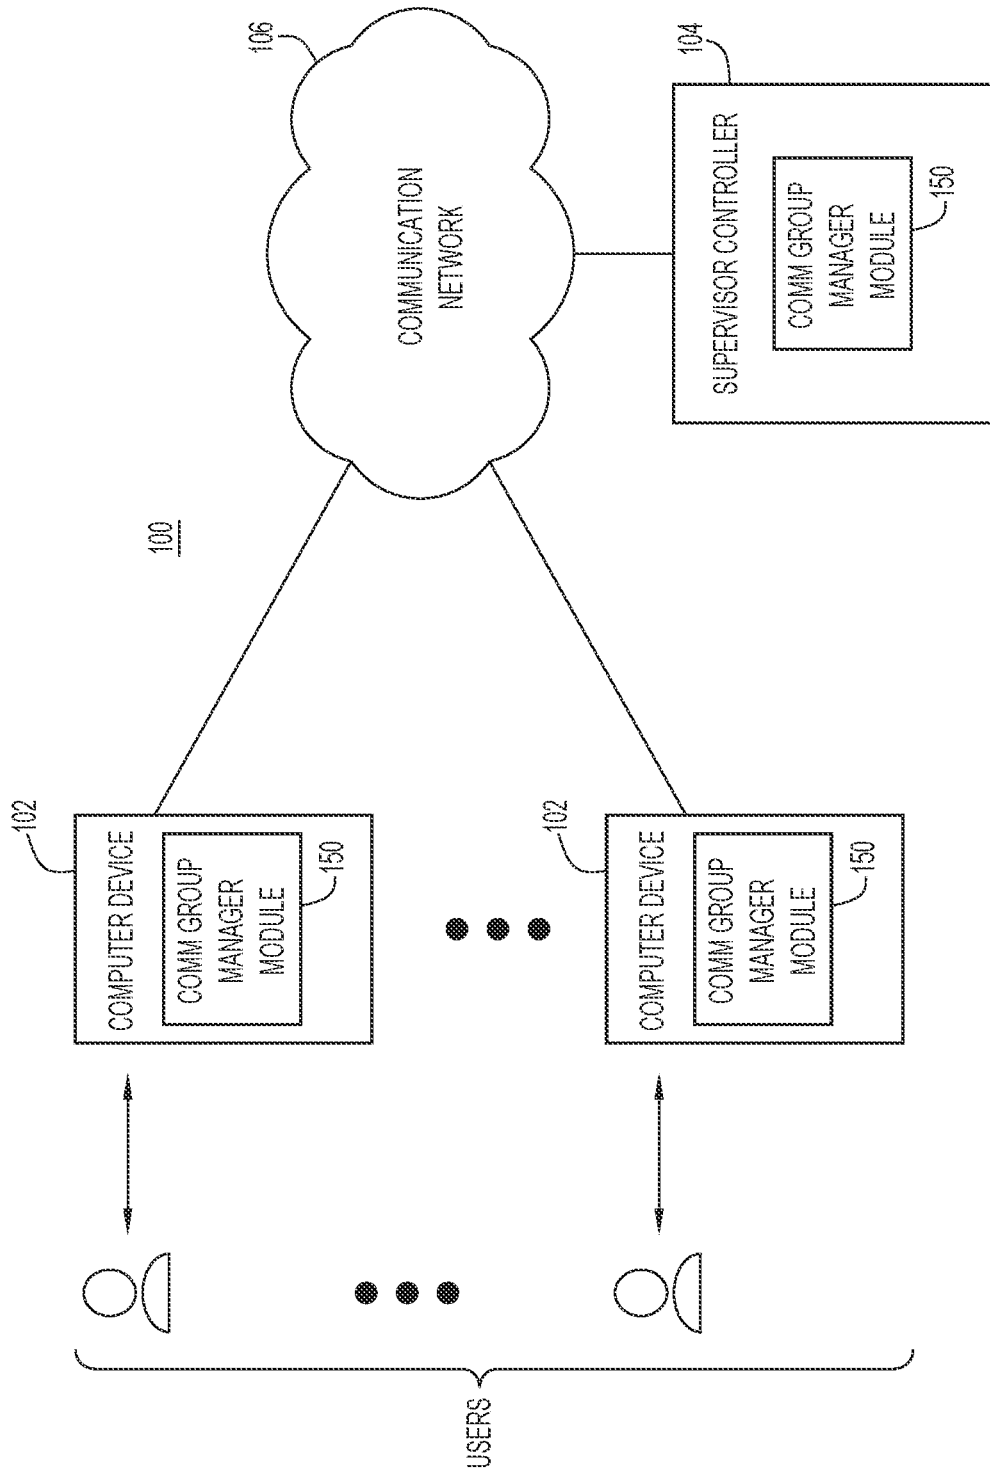 100
USERS
102
COMPUTER DEVICE
COMM GROUP
MANAGER
MODULE
150
102
COMPUTER DEVICE
COMM GROUP
MANAGER
MODULE
150
106
COMMUNICATION
NETWORK
104
SUPERVISOR CONTROLLER
COMM GROUP
MANAGER
MODULE
150